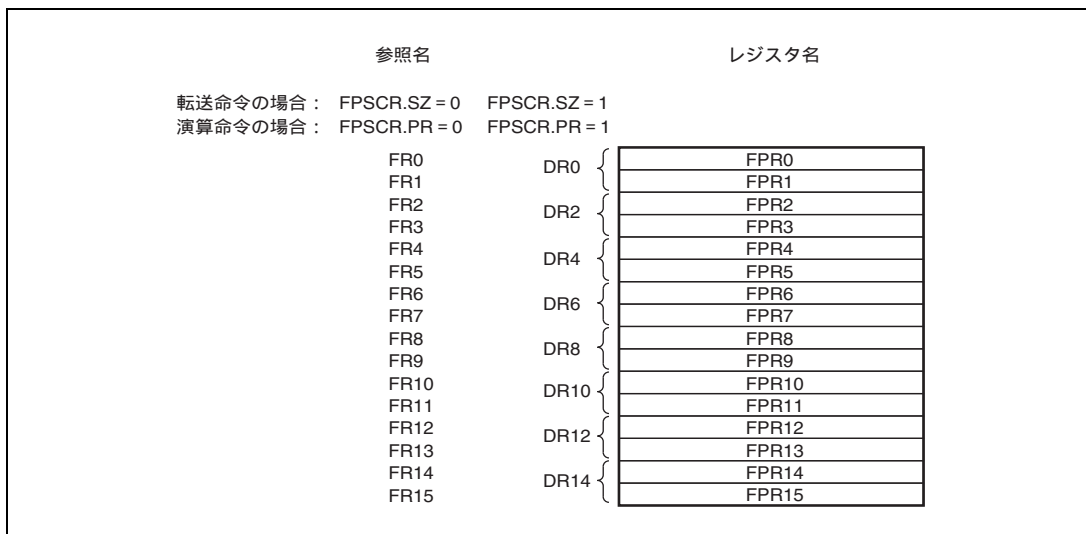 参照名 レジスタ名
転送命令の場合： FPSCR.SZ = 0 FPSCR.SZ = 1
演算命令の場合： FPSCR.PR = 0 FPSCR.PR = 1
FR0 DR0 FPR0
FR1 FPR1
FR2 DR2 FPR2
FR3 FPR3
FR4 DR4 FPR4
FR5 FPR5
FR6 DR6 FPR6
FR7 FPR7
FR8 DR8 FPR8
FR9 FPR9
FR10 DR10 FPR10
FR11 FPR11
FR12 DR12 FPR12
FR13 FPR13
FR14 DR14 FPR14
FR15 FPR15